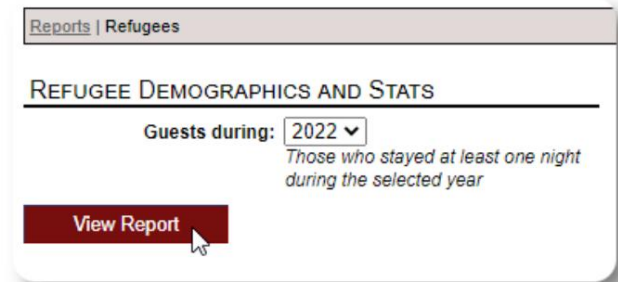 Reports | Refugees
REFUGEE DEMOGRAPHICS AND STATS
Guests during: 2022
Those who stayed at least one night
during the selected year
View Report